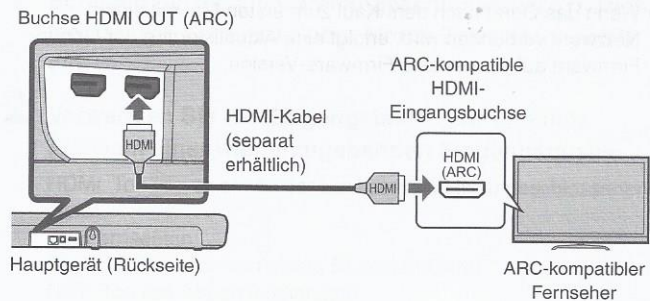 Buchse HDMI OUT (ARC)
HDMI
HDMI-Kabel
(separat
erhältlich)
HDMI
ARC-kompatible
HDMI-
Eingangsbuchse
HDMI
(ARC)
Hauptgerät (Rückseite)
ARC-kompatibler
Fernseher